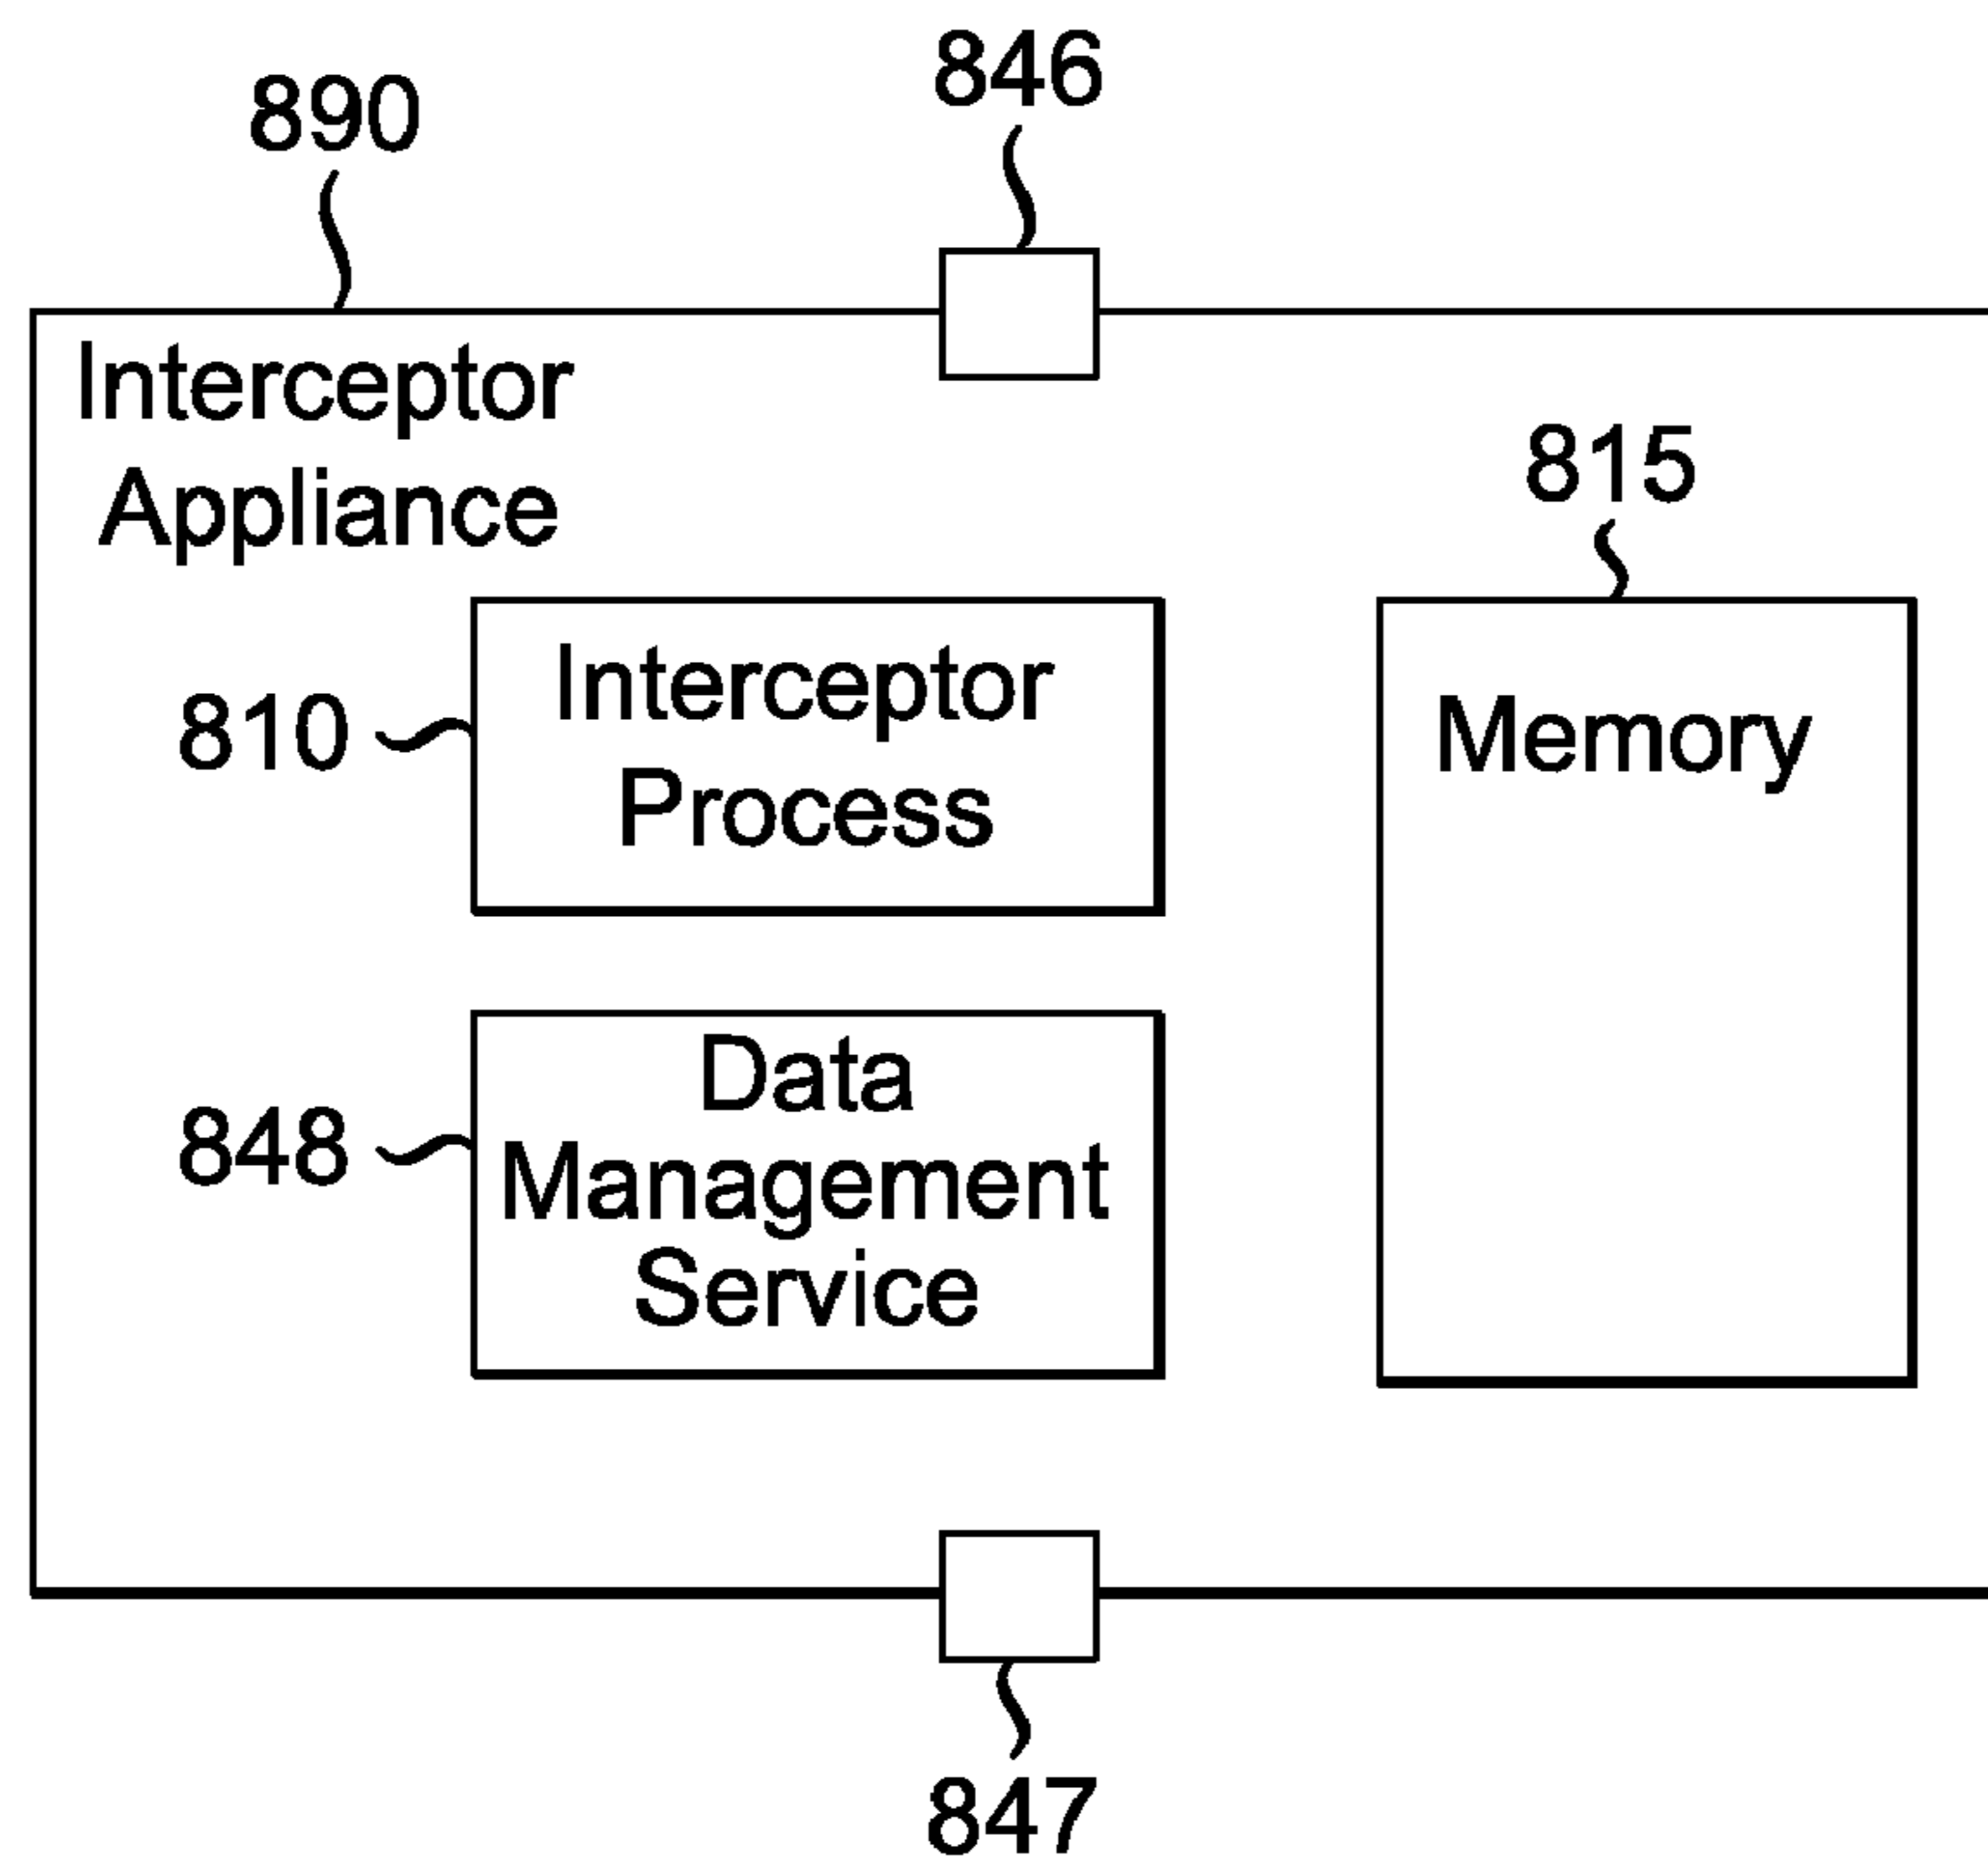 846
890
Interceptor
Appliance
815
Interceptor
Process
810
Memory
Data
Management
Service
848
847